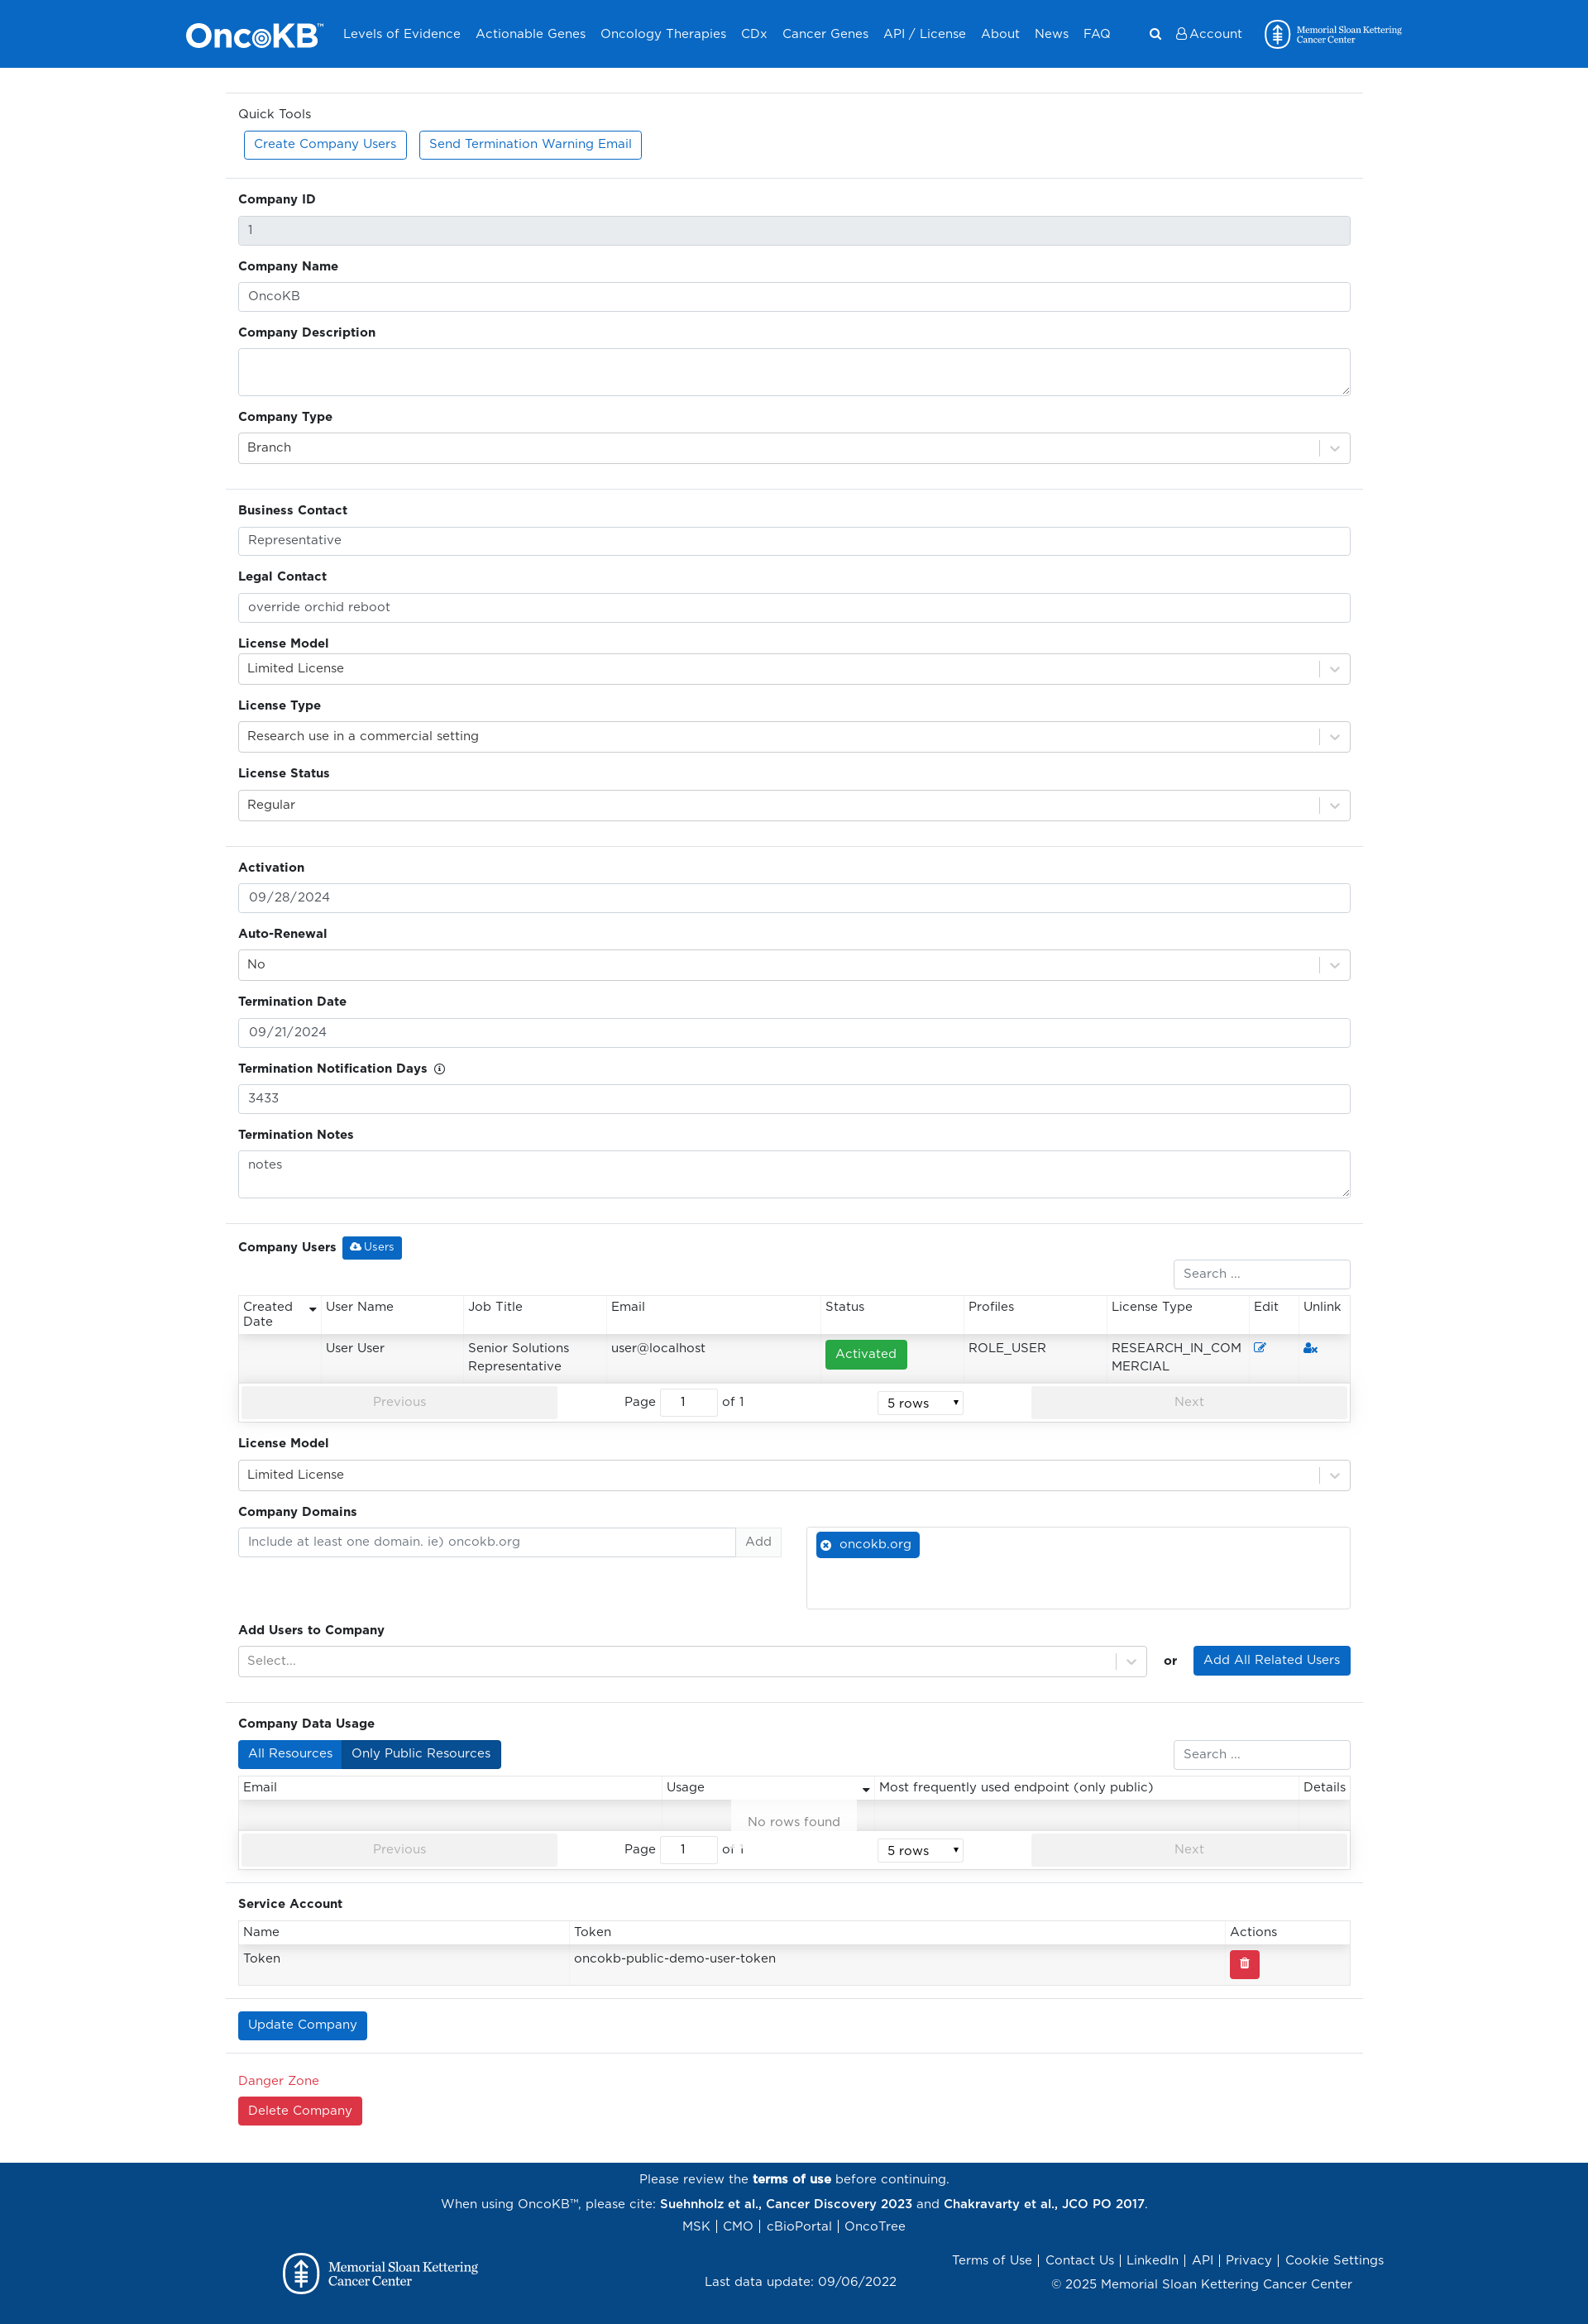 OncoKB™ Levels of Evidence Actionable Genes Oncology Therapies CDx Cancer Genes API / License About News FAQ Account Memorial Sloan Kettering Cancer Center
Quick Tools
Create Company Users Send Termination Warning Email
Company ID
1
Company Name
OncoKB
Company Description
Company Type
Branch
Business Contact
Representative
Legal Contact
override orchid reboot
License Model
Limited License
License Type
Research use in a commercial setting
License Status
Regular
Activation
09/28/2024
Auto-Renewal
No
Termination Date
09/21/2024
Termination Notification Days
3433
Termination Notes
notes
Company Users Users
Search ...
Created Date User Name Job Title Email Status Profiles License Type Edit Unlink
User User Senior Solutions Representative user@localhost Activated ROLE_USER RESEARCH_IN_COMMERCIAL
Previous Page 1 of 1 5 rows Next
License Model
Limited License
Company Domains
Include at least one domain. ie) oncokb.org Add oncokb.org
Add Users to Company
Select... or Add All Related Users
Company Data Usage
All Resources Only Public Resources Search ...
Email Usage Most frequently used endpoint (only public) Details
No rows found
Previous Page 1 of 1 5 rows Next
Service Account
Name Token Actions
Token oncokb-public-demo-user-token
Update Company
Danger Zone
Delete Company
Please review the terms of use before continuing.
When using OncoKB™, please cite: Suehnholz et al., Cancer Discovery 2023 and Chakravarty et al., JCO PO 2017.
MSK | CMO | cBioPortal | OncoTree
Memorial Sloan Kettering
Cancer Center
Last data update: 09/06/2022
Terms of Use | Contact Us | LinkedIn | API | Privacy | Cookie Settings
© 2025 Memorial Sloan Kettering Cancer Center